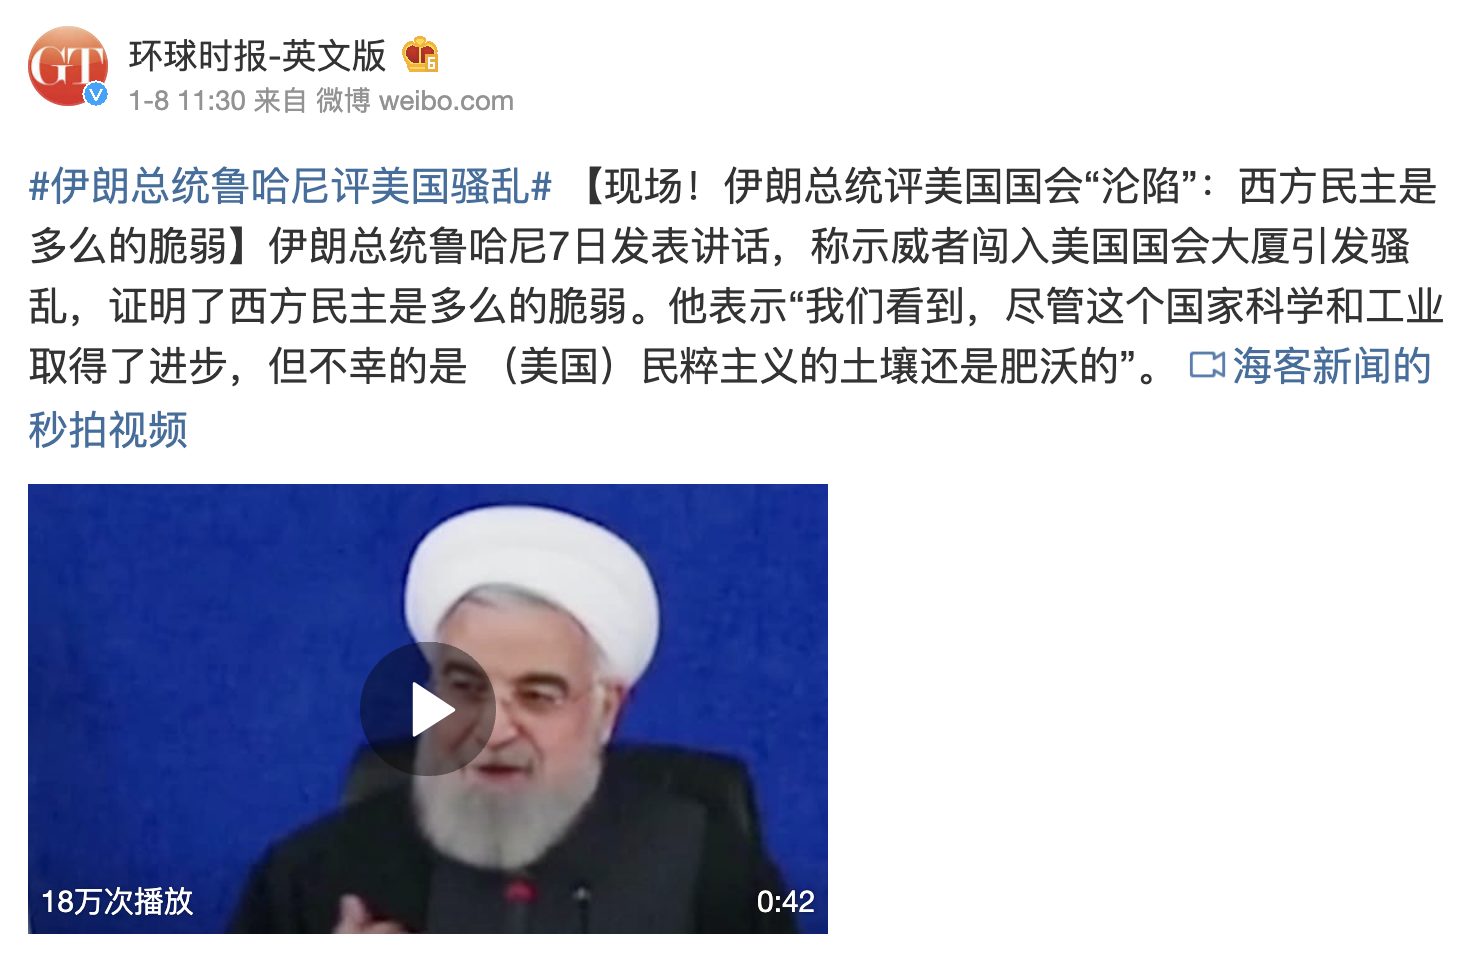 GT
环球时报-英文版
6
1-8 11:30 来自 微博 weibo.com
#伊朗总统鲁哈尼评美国骚乱# 【现场！伊朗总统评美国国会“沦陷”：西方民主是
多么的脆弱】伊朗总统鲁哈尼7日发表讲话，称示威者闯入美国国会大厦引发骚
乱，证明了西方民主是多么的脆弱。他表示“我们看到，尽管这个国家科学和工业
取得了进步，但不幸的是 （美国）民粹主义的土壤还是肥沃的”。 海客新闻的
秒拍视频
18万次播放
0:42